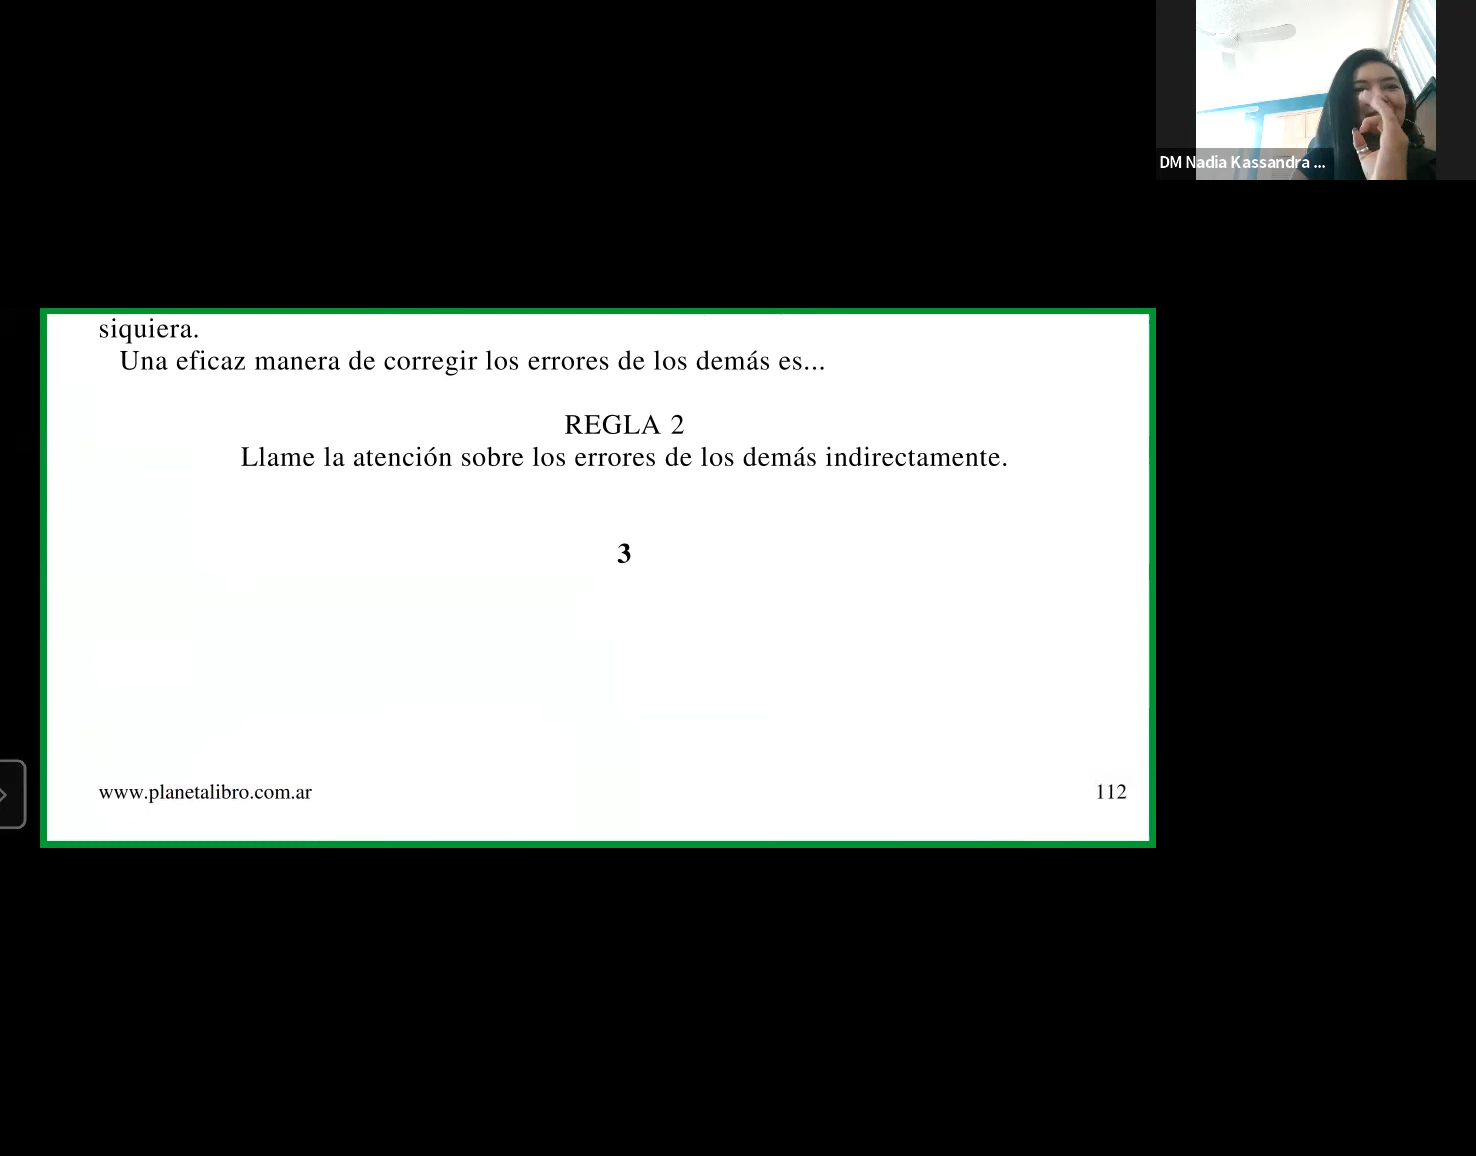 DM Nadia Kassandra ...
siquiera.
Una eficaz manera de corregir los errores de los demás es...
REGLA 2
Llame la atención sobre los errores de los demás indirectamente.
3
www.planetalibro.com.ar
112